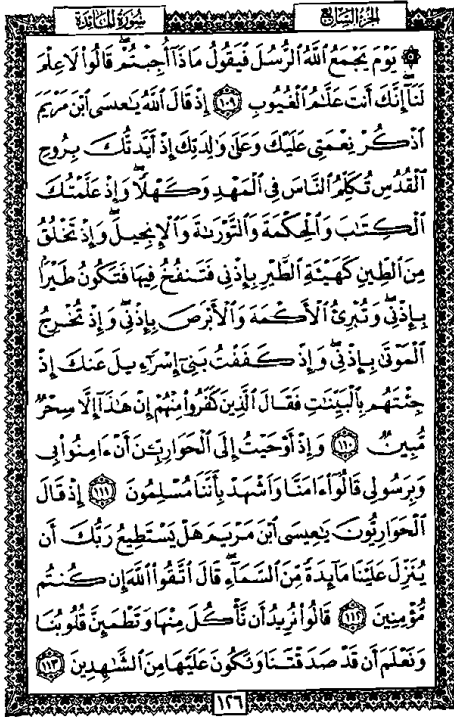 الجزء السابع
سورة المائدة
۞ يَوْمَ يَجْمَعُ ٱللَّهُ ٱلرُّسُلَ فَيَقُولُ مَاذَآ أُجِبْتُمْ ۖ قَالُوا۟ لَا عِلْمَ
لَنَآ ۖ إِنَّكَ أَنتَ عَلَّٰمُ ٱلْغُيُوبِ ﴿١٠٩﴾ إِذْ قَالَ ٱللَّهُ يَٰعِيسَى ٱبْنَ مَرْيَمَ
ٱذْكُرْ نِعْمَتِى عَلَيْكَ وَعَلَىٰ وَٰلِدَتِكَ إِذْ أَيَّدتُّكَ بِرُوحِ
ٱلْقُدُسِ تُكَلِّمُ ٱلنَّاسَ فِى ٱلْمَهْدِ وَكَهْلًا ۖ وَإِذْ عَلَّمْتُكَ
ٱلْكِتَٰبَ وَٱلْحِكْمَةَ وَٱلتَّوْرَىٰةَ وَٱلْإِنجِيلَ ۖ وَإِذْ تَخْلُقُ
مِنَ ٱلطِّينِ كَهَيْـَٔةِ ٱلطَّيْرِ بِإِذْنِى فَتَنفُخُ فِيهَا فَتَكُونُ طَيْرًۢا
بِإِذْنِى ۖ وَتُبْرِئُ ٱلْأَكْمَهَ وَٱلْأَبْرَصَ بِإِذْنِى ۖ وَإِذْ تُخْرِجُ
ٱلْمَوْتَىٰ بِإِذْنِى ۖ وَإِذْ كَفَفْتُ بَنِىٓ إِسْرَٰٓءِيلَ عَنكَ إِذْ
جِئْتَهُم بِٱلْبَيِّنَٰتِ فَقَالَ ٱلَّذِينَ كَفَرُوا۟ مِنْهُمْ إِنْ هَٰذَآ إِلَّا سِحْرٌ
مُّبِينٌ ﴿١١٠﴾ وَإِذْ أَوْحَيْتُ إِلَى ٱلْحَوَارِيِّـۧنَ أَنْ ءَامِنُوا۟ بِى
وَبِرَسُولِى قَالُوٓا۟ ءَامَنَّا وَٱشْهَدْ بِأَنَّنَا مُسْلِمُونَ ﴿١١١﴾ إِذْ قَالَ
ٱلْحَوَارِيُّونَ يَٰعِيسَى ٱبْنَ مَرْيَمَ هَلْ يَسْتَطِيعُ رَبُّكَ أَن
يُنَزِّلَ عَلَيْنَا مَآئِدَةً مِّنَ ٱلسَّمَآءِ ۖ قَالَ ٱتَّقُوا۟ ٱللَّهَ إِن كُنتُم
مُّؤْمِنِينَ ﴿١١٢﴾ قَالُوا۟ نُرِيدُ أَن نَّأْكُلَ مِنْهَا وَتَطْمَئِنَّ قُلُوبُنَا
وَنَعْلَمَ أَن قَدْ صَدَقْتَنَا وَنَكُونَ عَلَيْهَا مِنَ ٱلشَّٰهِدِينَ ﴿١١٣﴾
١٢٦